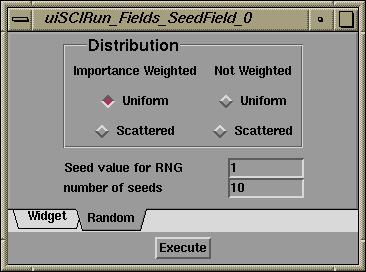 uiSCIRun_Fields_SeedField_0
Distribution
Importance Weighted Not Weighted
Uniform Uniform
Scattered Scattered
Seed value for RNG 1
number of seeds 10
Widget Random
Execute